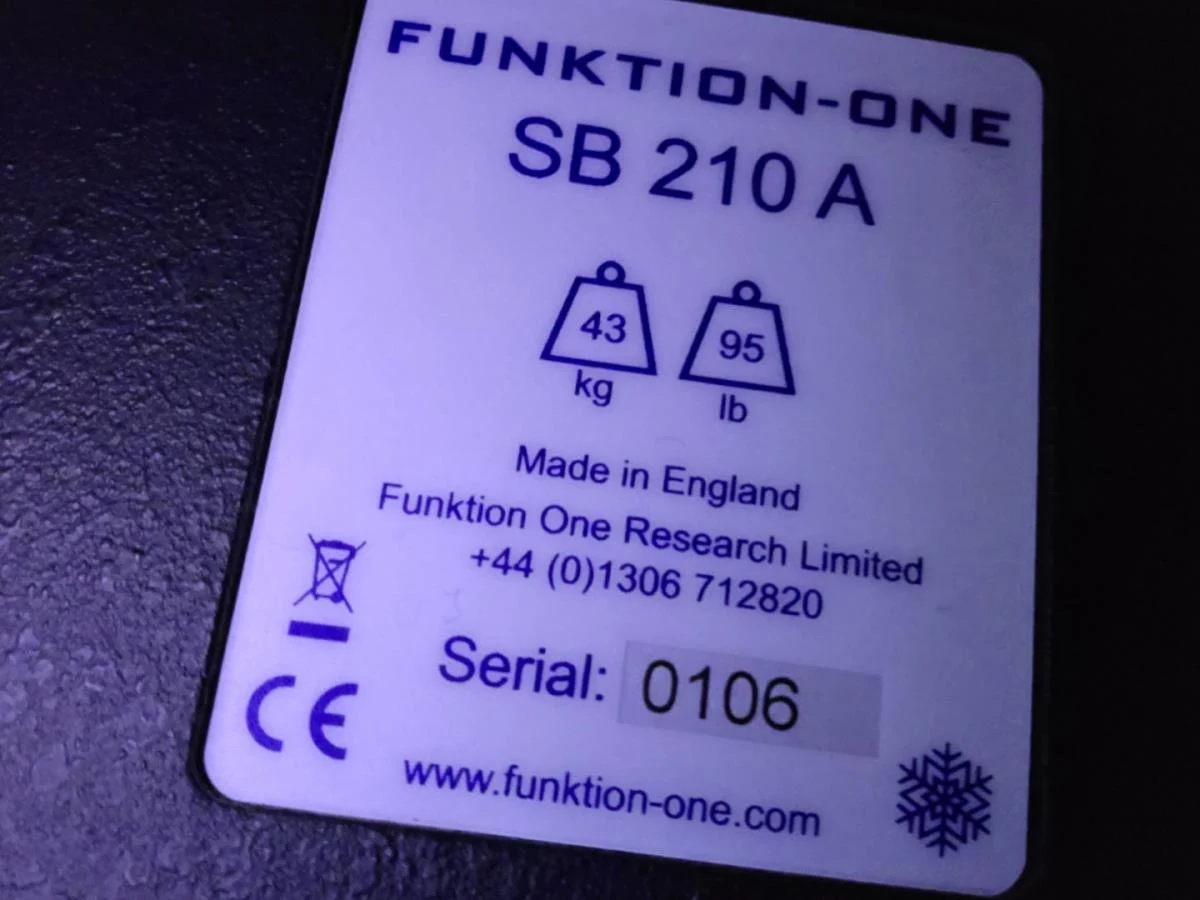 FUNKTION-ONE
SB 210 A
43 95
kg lb
Made in England
Funktion One Research Limited
+44 (0)1306 712820
Serial: 0106
CE
www.funktion-one.com